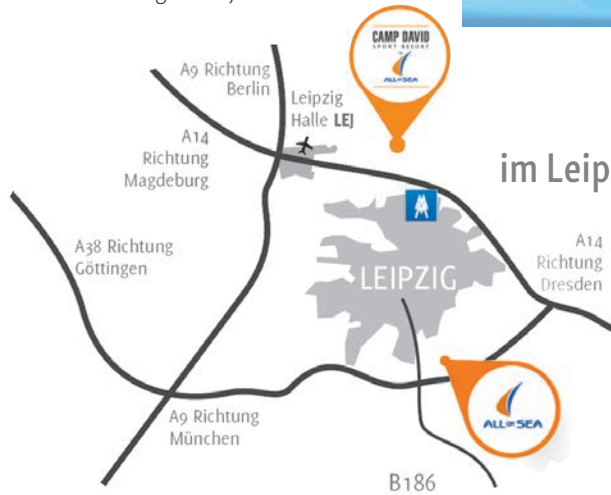 CAMP DAVID
SPORT RESORT
by
ALL on SEA
A9 Richtung
Berlin
Leipzig
Halle LEJ
A14
Richtung
Magdeburg
im Leip
A38 Richtung
Göttingen
LEIPZIG
A14
Richtung
Dresden
ALL on SEA
A9 Richtung
München
B186